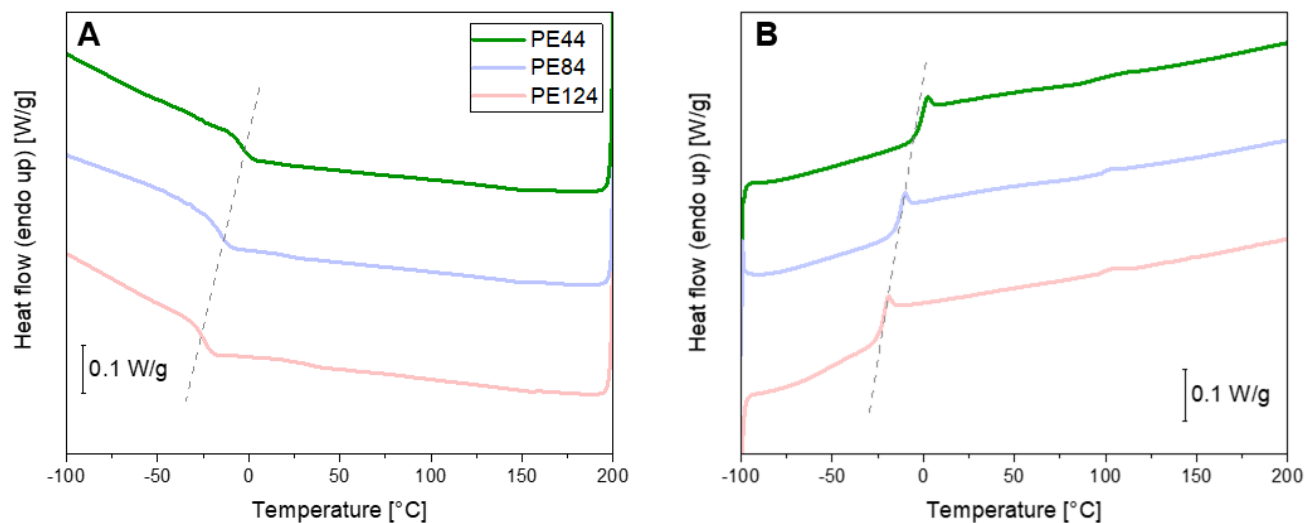 A
PE44
PE84
PE124
Heat flow (endo up) [W/g]
0.1 W/g
-100 -50 0 50 100 150 200
Temperature [°C]
B
Heat flow (endo up) [W/g]
0.1 W/g
-100 -50 0 50 100 150 200
Temperature [°C]